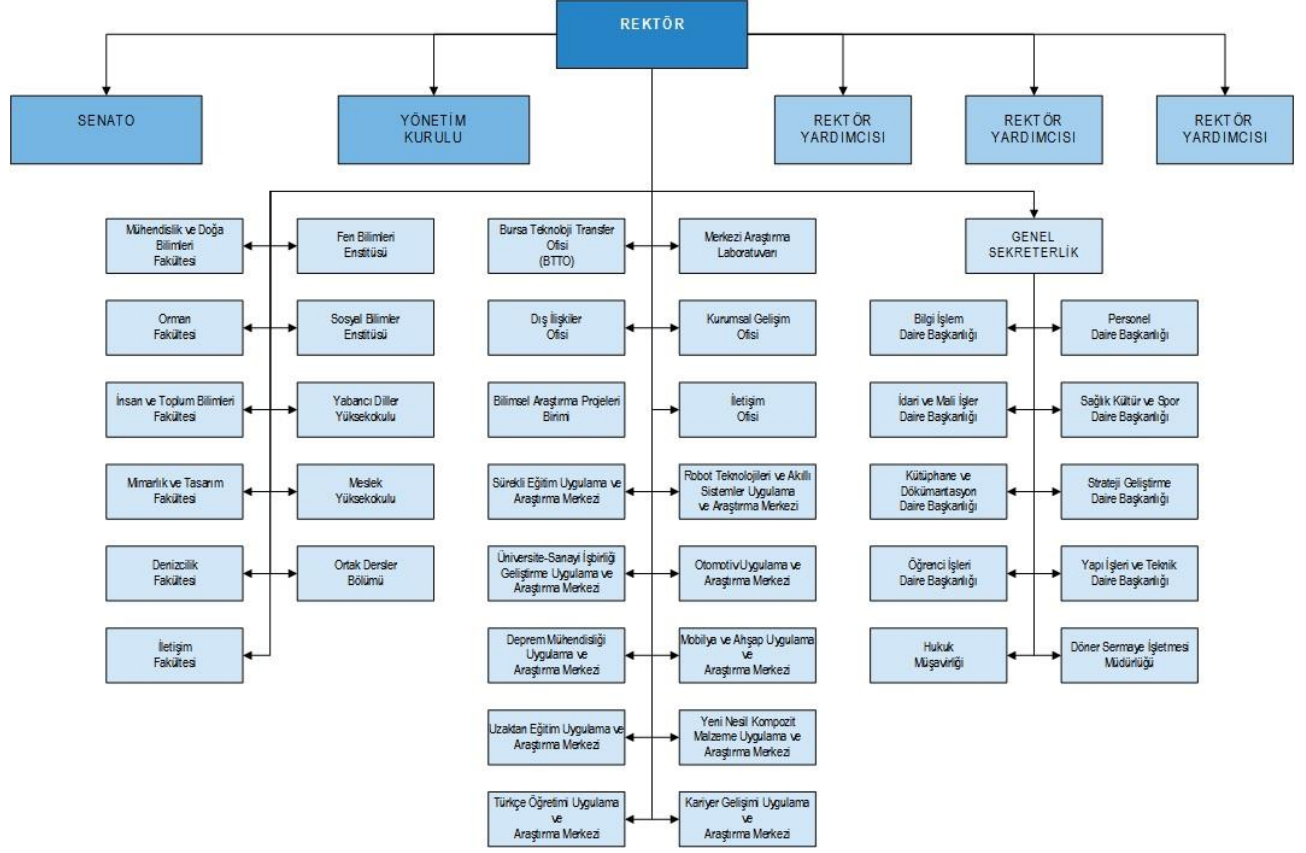 REKTÖR
SENATO
YÖNETİM
KURULU
REKTÖR
YARDIMCISI
REKTÖR
YARDIMCISI
REKTÖR
YARDIMCISI
Mühendislik ve Doğa
Bilimleri
Fakültesi
Fen Bilimleri
Enstitüsü
Bursa Teknoloji Transfer
Ofisi
(BTTO)
Merkezi Araştırma
Laboratuvarı
GENEL
SEKRETERLİK
Orman
Fakültesi
Sosyal Bilimler
Enstitüsü
Dış İlişkiler
Ofisi
Kurumsal Gelişim
Ofisi
Bilgi İşlem
Daire Başkanlığı
Personel
Daire Başkanlığı
İnsan ve Toplum Bilimleri
Fakültesi
Yabancı Diller
Yüksekokulu
Bilimsel Araştırma Projeleri
Birimi
İletişim
Ofisi
İdari ve Mali İşler
Daire Başkanlığı
Sağlık Kültür ve Spor
Daire Başkanlığı
Mimarlık ve Tasarım
Fakültesi
Meslek
Yüksekokulu
Sürekli Eğitim Uygulama ve
Araştırma Merkezi
Robot Teknolojileri ve Akıllı
Sistemler Uygulama
ve Araştırma Merkezi
Kütüphane ve
Dökümantasyon
Daire Başkanlığı
Strateji Geliştirme
Daire Başkanlığı
Denizcilik
Fakültesi
Ortak Dersler
Bölümü
Üniversite-Sanayi İşbirliği
Geliştirme Uygulama ve
Araştırma Merkezi
Otomotiv Uygulama ve
Araştırma Merkezi
Öğrenci İşleri
Daire Başkanlığı
Yapı İşleri ve Teknik
Daire Başkanlığı
İletişim
Fakültesi
Deprem Mühendisliği
Uygulama ve
Araştırma Merkezi
Mobilya ve Ahşap Uygulama
ve
Araştırma Merkezi
Hukuk
Müşavirliği
Döner Sermaye İşletmesi
Müdürlüğü
Uzaktan Eğitim Uygulama ve
Araştırma Merkezi
Yeni Nesil Kompozit
Malzeme Uygulama ve
Araştırma Merkezi
Türkçe Öğretimi Uygulama
ve
Araştırma Merkezi
Kariyer Gelişimi Uygulama
ve
Araştırma Merkezi